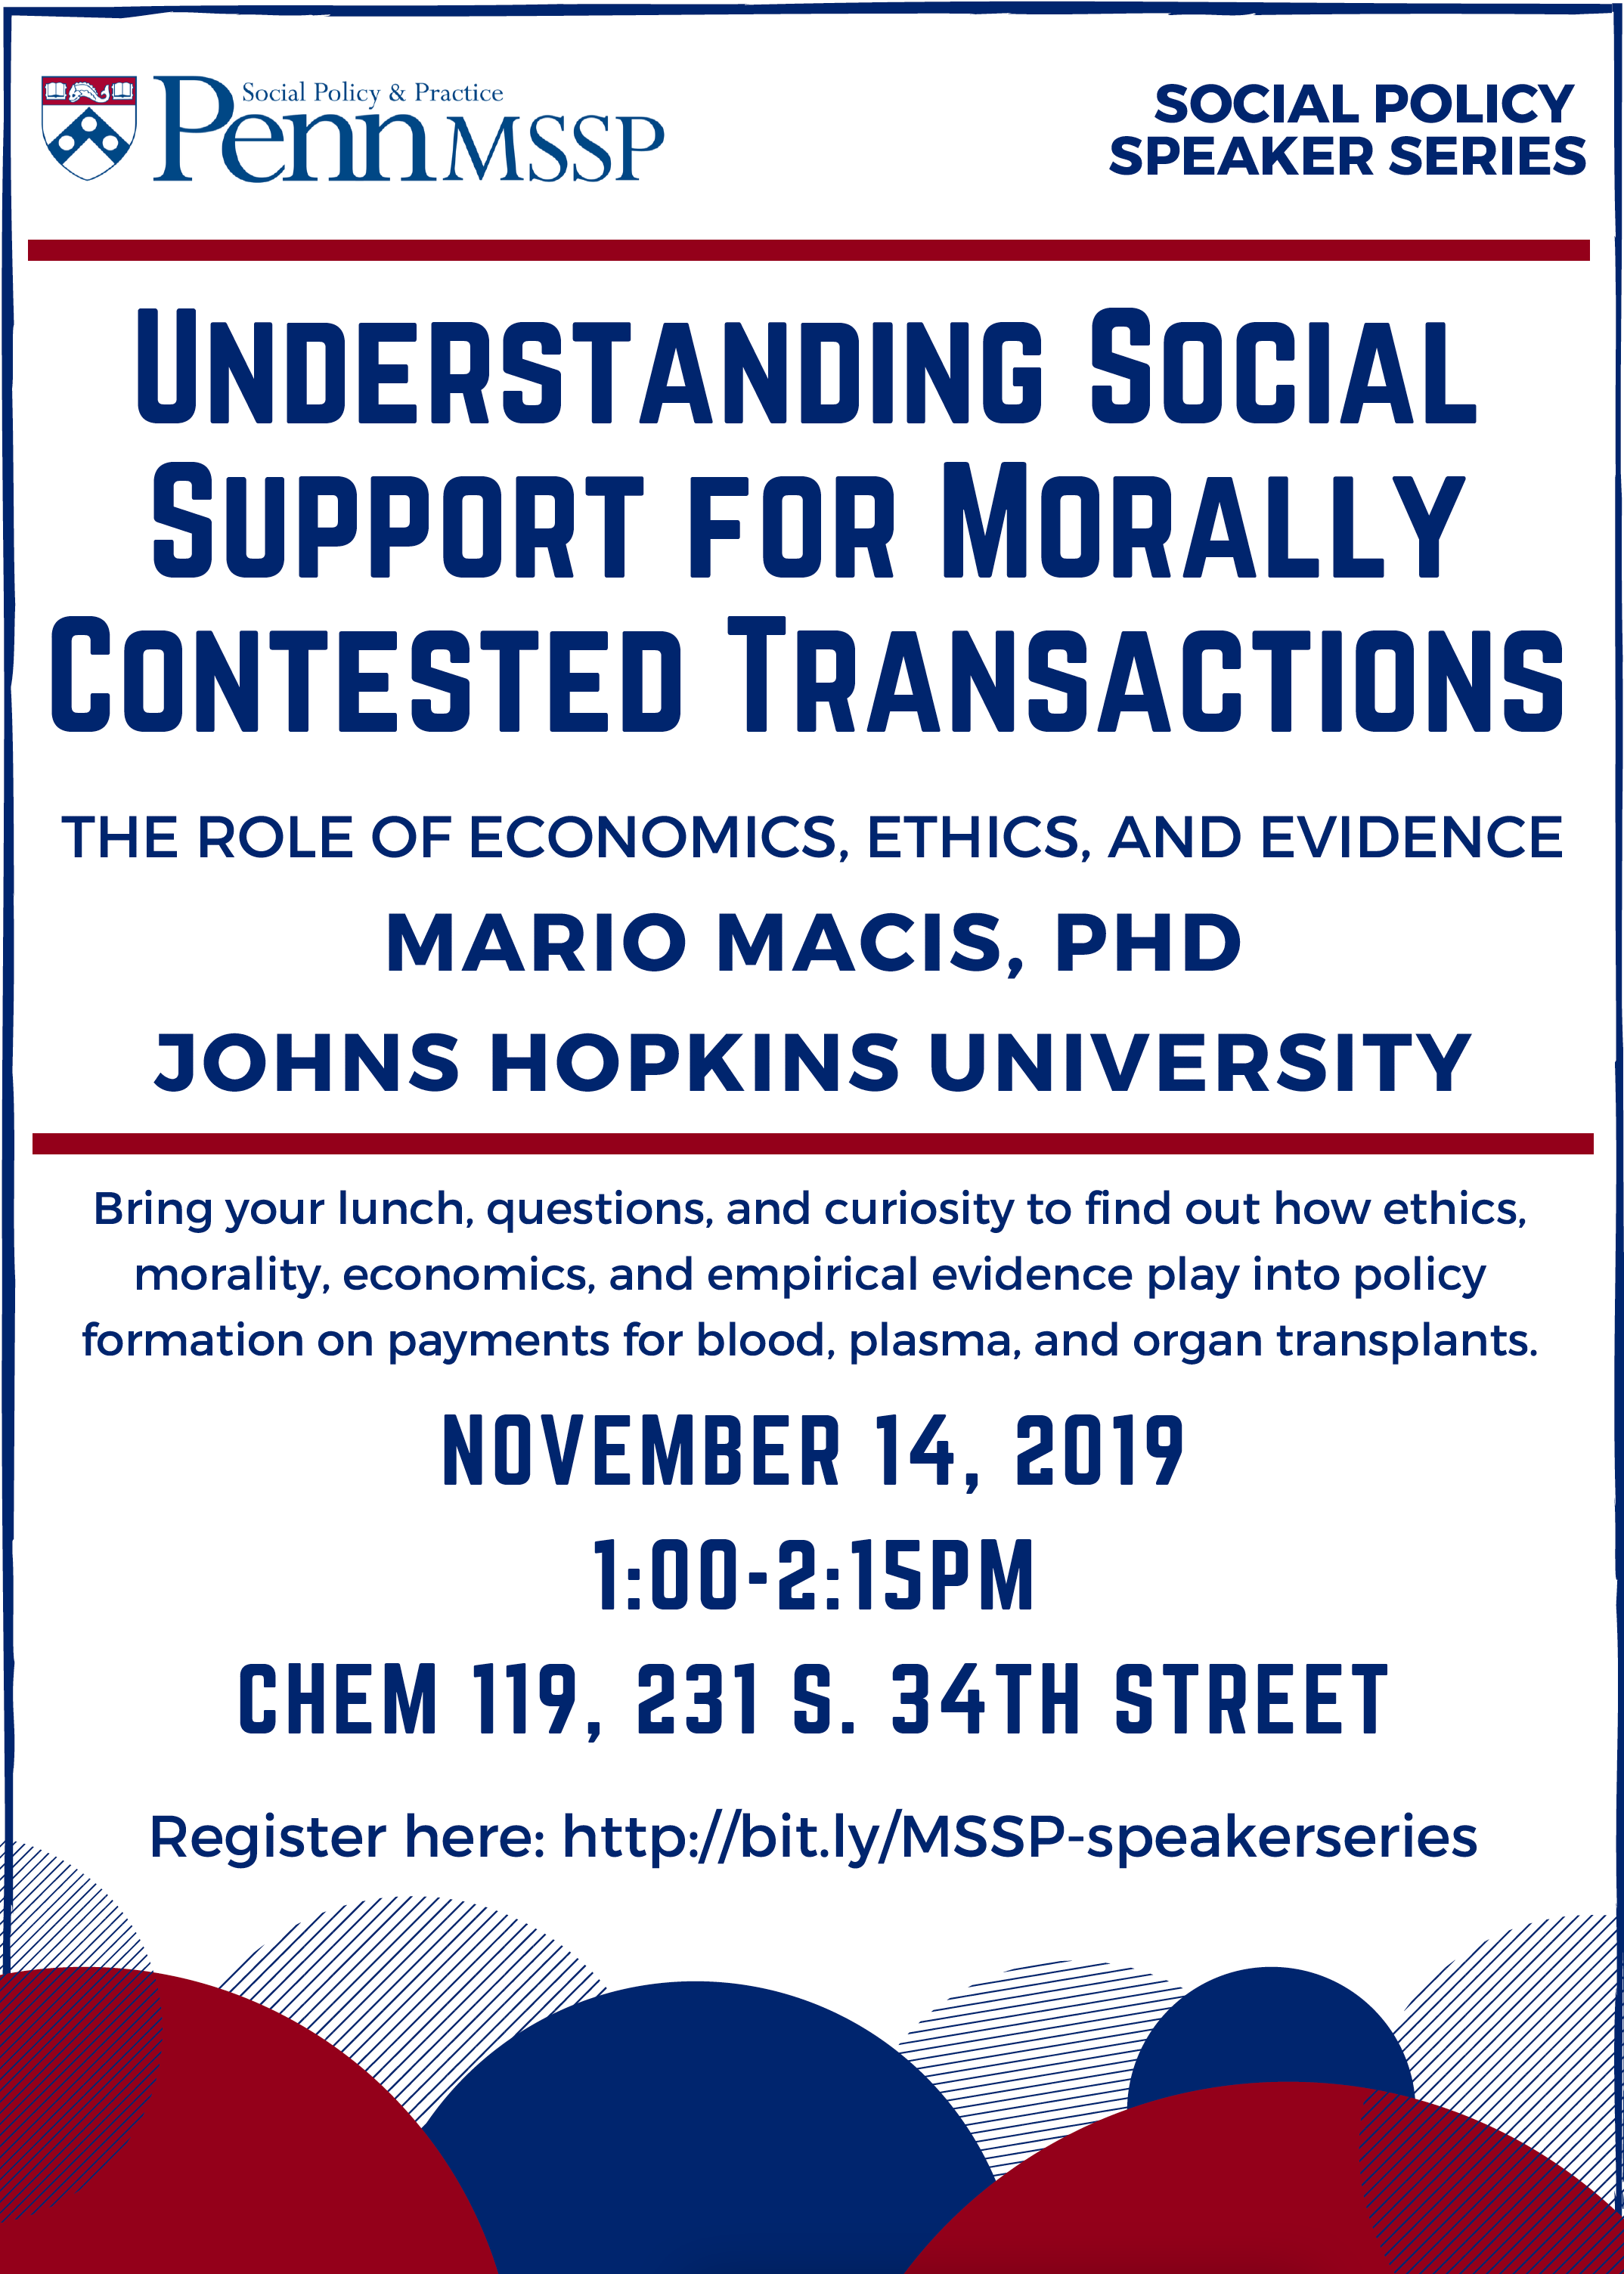 Social Policy & Practice
Penn MSSP
SOCIAL POLICY
SPEAKER SERIES
UNDERSTANDING SOCIAL
SUPPORT FOR MORALLY
CONTESTED TRANSACTIONS
THE ROLE OF ECONOMICS, ETHICS, AND EVIDENCE
MARIO MACIS, PHD
JOHNS HOPKINS UNIVERSITY
Bring your lunch, questions, and curiosity to find out how ethics,
morality, economics, and empirical evidence play into policy
formation on payments for blood, plasma, and organ transplants.
NOVEMBER 14, 2019
1:00-2:15PM
CHEM 119, 231 S. 34TH STREET
Register here: http://bit.ly/MSSP-speakerseries